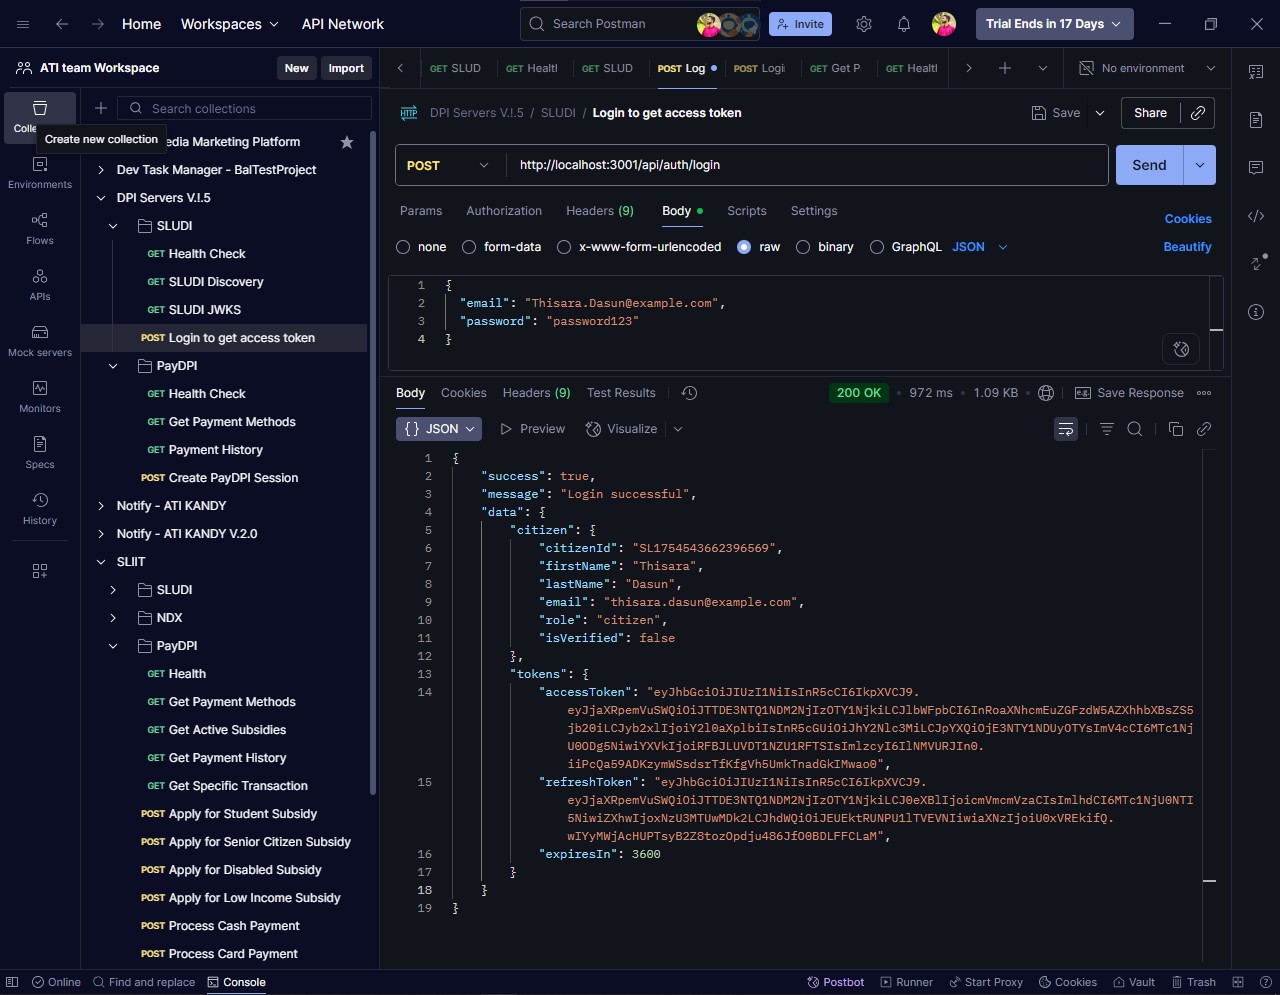 Home Workspaces API Network Search Postman Invite Trial Ends in 17 Days
ATI team Workspace New Import
GET SLUD GET Healtl GET SLUD POST Log POST Logi GET Get P GET Healtl No environment
Search collections
Create new collection
edia Marketing Platform
Dev Task Manager - BalTestProject
DPI Servers V.!.5
SLUDI
GET Health Check
GET SLUDI Discovery
GET SLUDI JWKS
POST Login to get access token
PayDPI
GET Health Check
GET Get Payment Methods
GET Payment History
POST Create PayDPI Session
Notify - ATI KANDY
Notify - ATI KANDY V.2.0
SLIIT
SLUDI
NDX
PayDPI
GET Health
GET Get Payment Methods
GET Get Active Subsidies
GET Get Payment History
GET Get Specific Transaction
POST Apply for Student Subsidy
POST Apply for Senior Citizen Subsidy
POST Apply for Disabled Subsidy
POST Apply for Low Income Subsidy
POST Process Cash Payment
POST Process Card Payment
Environments
Flows
APIs
Mock servers
Monitors
Specs
History
HTTP DPI Servers V.!.5 / SLUDI / Login to get access token Save Share
POST http://localhost:3001/api/auth/login Send
Params Authorization Headers (9) Body Scripts Settings Cookies
none form-data x-www-form-urlencoded raw binary GraphQL JSON Beautify
1 {
2 "email": "Thisara.Dasun@example.com",
3 "password": "password123"
4 }
Body Cookies Headers (9) Test Results 200 OK 972 ms 1.09 KB Save Response
{} JSON Preview Visualize
1 {
2 "success": true,
3 "message": "Login successful",
4 "data": {
5 "citizen": {
6 "citizenId": "SL1754543662396569",
7 "firstName": "Thisara",
8 "lastName": "Dasun",
9 "email": "thisara.dasun@example.com",
10 "role": "citizen",
11 "isVerified": false
12 },
13 "tokens": {
14 "accessToken": "eyJhbGciOiJIUzI1NiIsInR5cCI6IkpXVCJ9.
15 "refreshToken": "eyJhbGciOiJIUzI1NiIsInR5cCI6IkpXVCJ9.
16 "expiresIn": 3600
17 }
18 }
19 }
Online Find and replace Console Postbot Runner Start Proxy Cookies Vault Trash